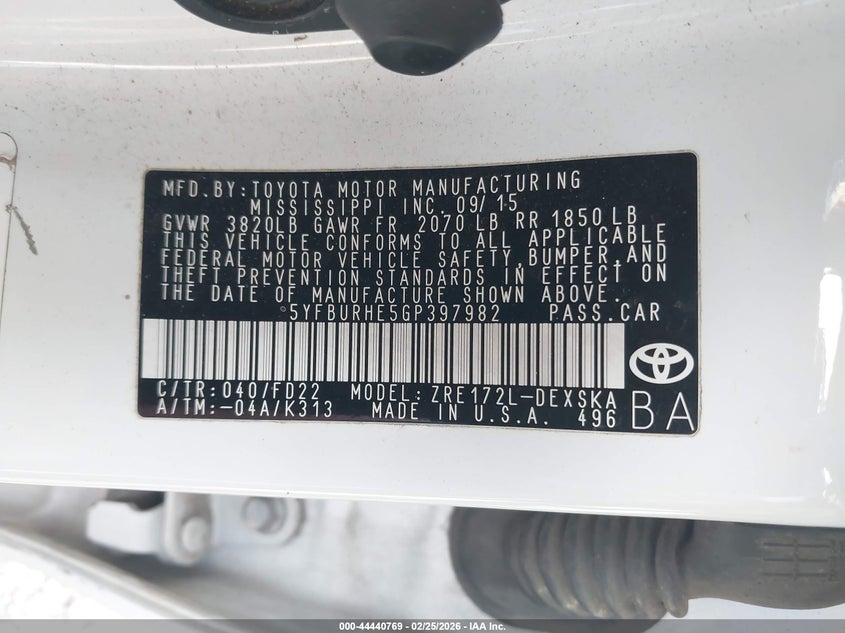 MFD.BY:TOYOTA MOTOR MANUFACTURING
MISSISSIPPI INC. 09/15
GVWR 3820LB GAWR FR 2070 LB RR 1850 LB
THIS VEHICLE CONFORMS TO ALL APPLICABLE
FEDERAL MOTOR VEHICLE SAFETY,BUMPER,AND
THEFT PREVENTION STANDARDS IN EFFECT ON
THE DATE OF MANUFACTURE SHOWN ABOVE.
5YFBURHE5GP397982 PASS.CAR
C/TR:040/FD22 MODEL:ZRE172L-DEXSKA
A/TM:-04A/K313 MADE IN U.S.A. 496 BA
000-44440769 - 02/25/2026 - IAA Inc.